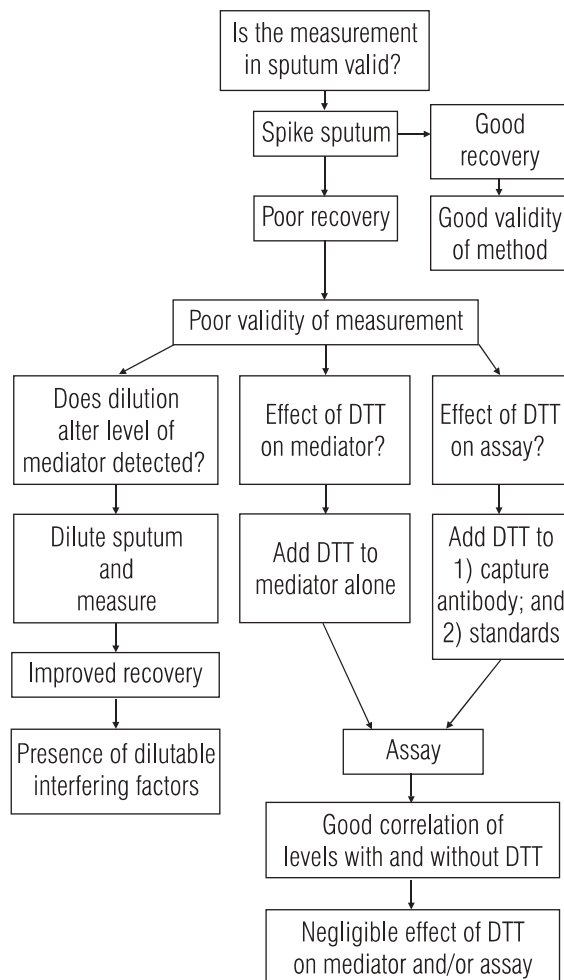 Is the measurement
in sputum valid?
Spike sputum
Good
recovery
Poor recovery
Good validity
of method
Poor validity of measurement
Does dilution
alter level of
mediator detected?
Effect of DTT
on mediator?
Effect of DTT
on assay?
Dilute sputum
and
measure
Add DTT to
mediator alone
Add DTT to
1) capture
antibody; and
2) standards
Improved recovery
Presence of dilutable
interfering factors
Assay
Good correlation of
levels with and without DTT
Negligible effect of DTT
on mediator and/or assay